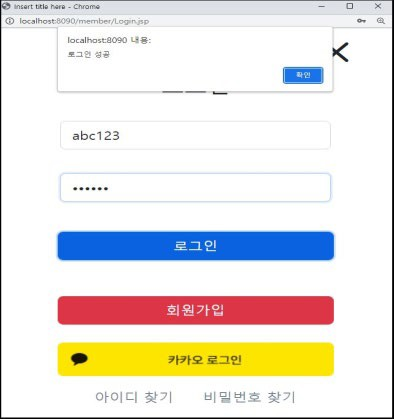 Insert title here - Chrome
localhost:8090/member/Login.jsp
localhost:8090 내용:
로그인 성공
확인
abc123
••••••
로그인
회원가입
카카오 로그인
아이디 찾기 비밀번호 찾기